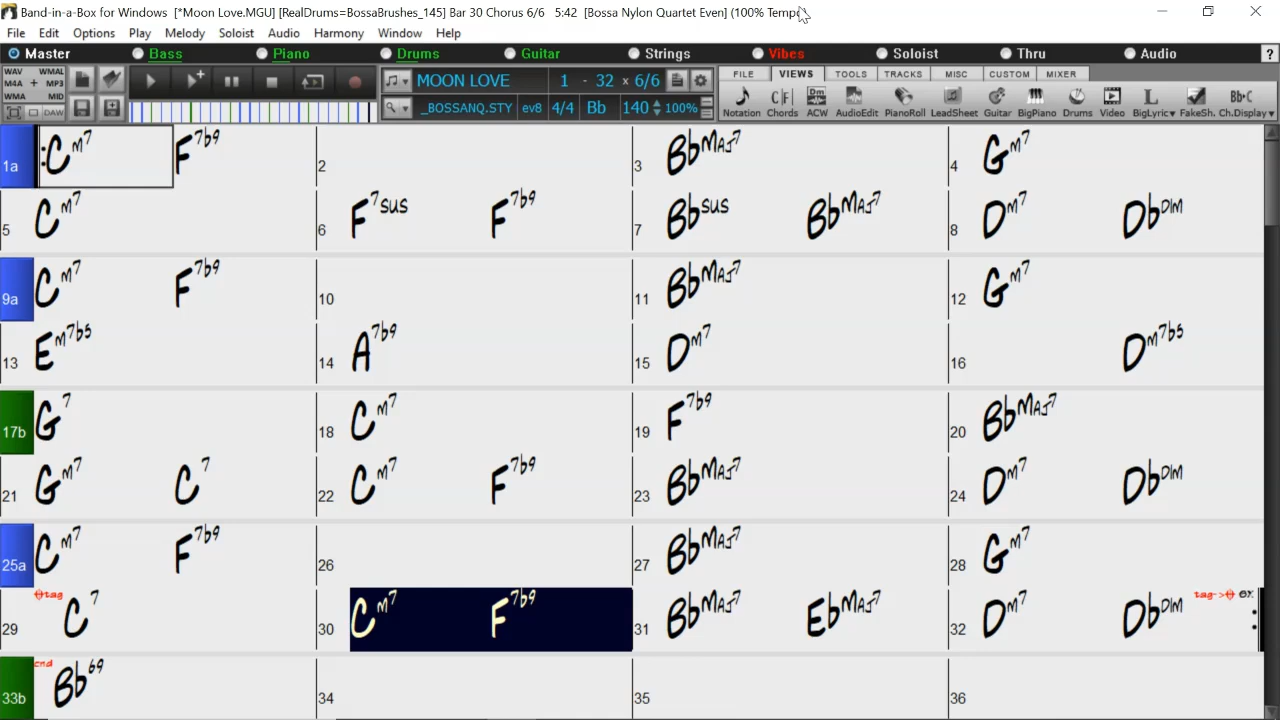 Band-in-a-Box for Windows [*Moon Love.MGU] [RealDrums=BossaBrushes_145] Bar 30 Chorus 6/6 5:42 [Bossa Nylon Quartet Even] (100% Tempo)
File Edit Options Play Melody Soloist Audio Harmony Window Help
Master Bass Piano Drums Guitar Strings Vibes Soloist Thru Audio ?
WAV WMAL
M4A + MP3
WMA MID
DAW
MOON LOVE 1 - 32 x 6/6
_BOSSANQ.STY ev8 4/4 Bb 140 100%
FILE VIEWS TOOLS TRACKS MISC CUSTOM MIXER
Notation Chords ACW AudioEdit PianoRoll LeadSheet Guitar BigPiano Drums Video BigLyric FakeSh. Ch.Display
1a Cm7 F7b9 2 3 BbMaj7 4 Gm7
5 Cm7 6 F7sus F7b9 7 Bbsus BbMaj7 8 Dm7 Dbdim
9a Cm7 F7b9 10 11 BbMaj7 12 Gm7
13 Em7b5 14 A7b9 15 Dm7 16 Dm7b5
17b G7 18 Cm7 19 F7b9 20 BbMaj7
21 Gm7 C7 22 Cm7 F7b9 23 BbMaj7 24 Dm7 Dbdim
25a Cm7 F7b9 26 27 BbMaj7 28 Gm7
tag tag->
29 C7 30 Cm7 F7b9 31 BbMaj7 EbMaj7 32 Dm7 Dbdim
end
33b Bb69 34 35 36